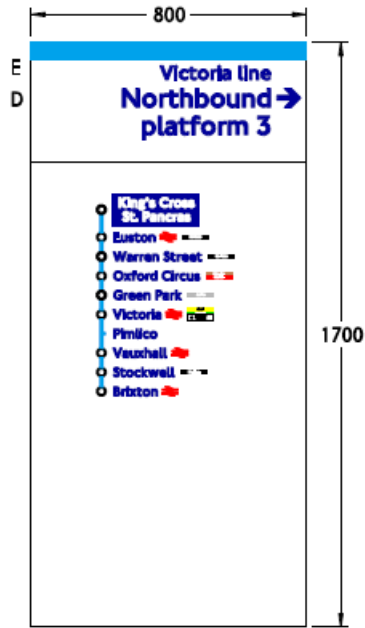 800
E
Victoria line
D
Northbound →
platform 3
King's Cross
St. Pancras
Euston
Warren Street
Oxford Circus
Green Park
1700
Victoria
Pimlico
Vauxhall
Stockwell
Brixton